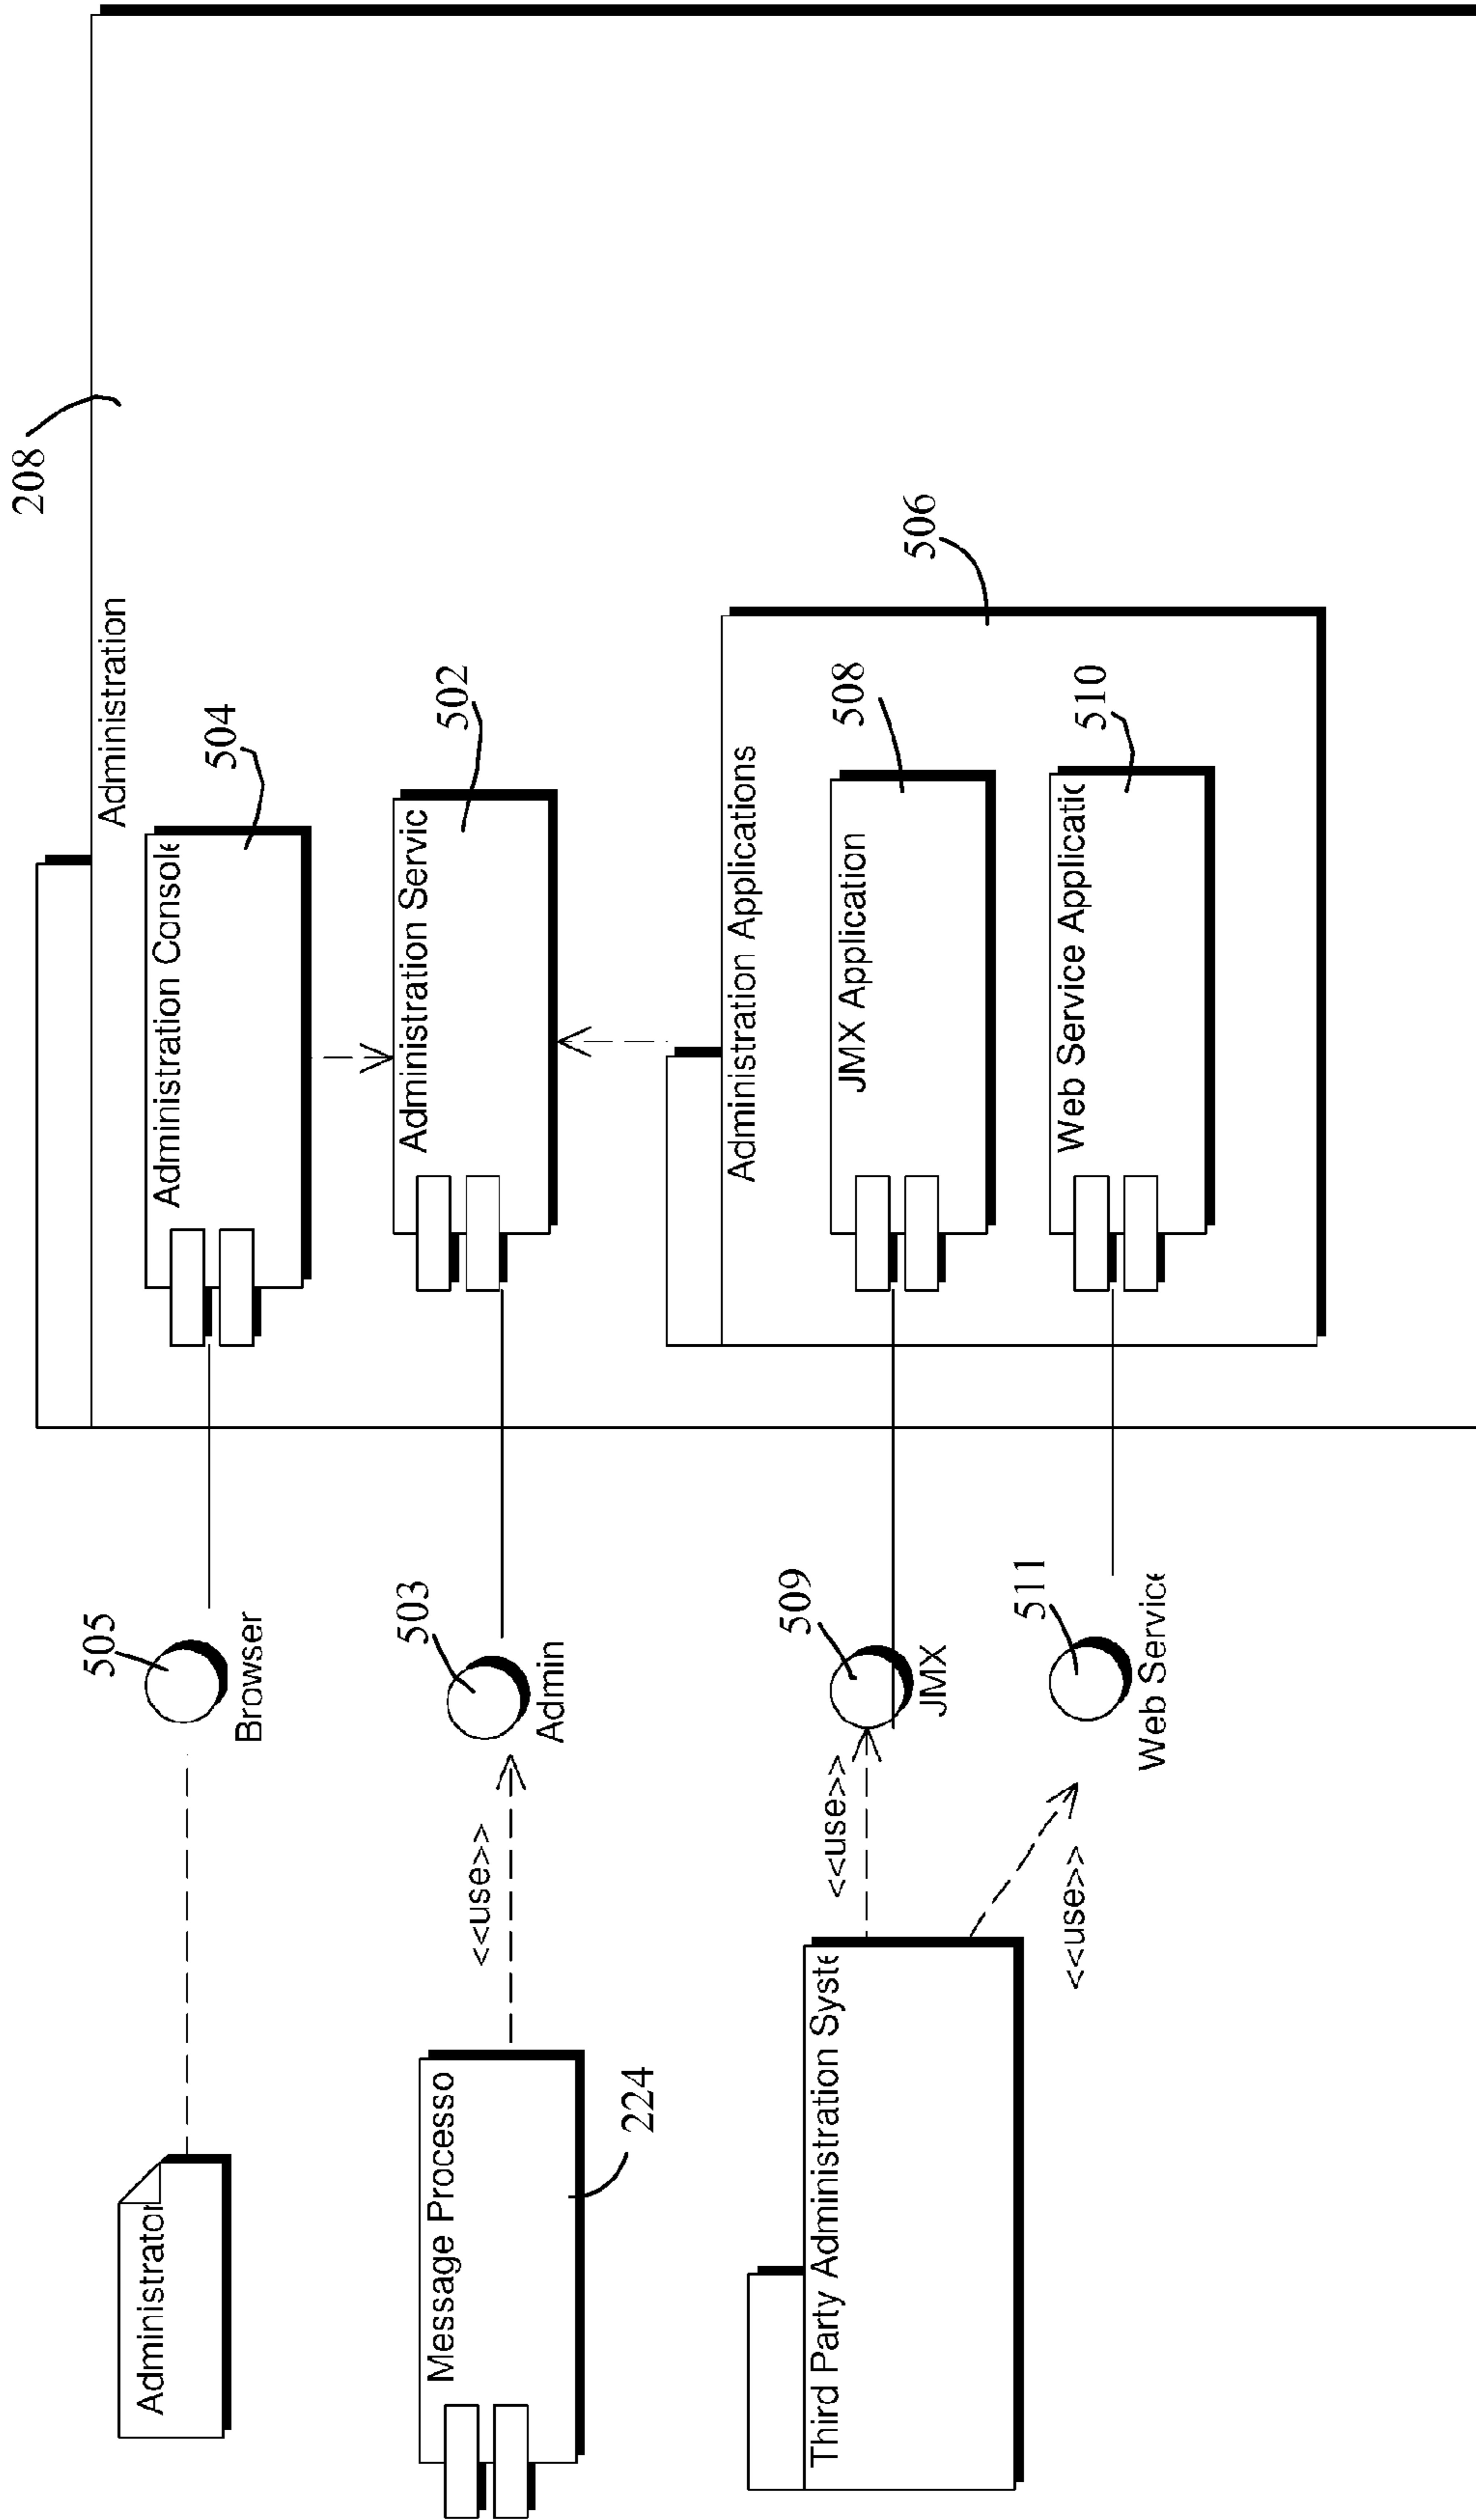 208
Administration
505
Administrator
Administration Console
504
Browser
503
Administration Servic
502
Message Processo
<<use>>
Admin
224
Administration Applications
509
Third Party Administration Syste
<<use>>
JMX Application
508
JMX
506
511
<<use>>
Web Service Applicatio
510
Web Service